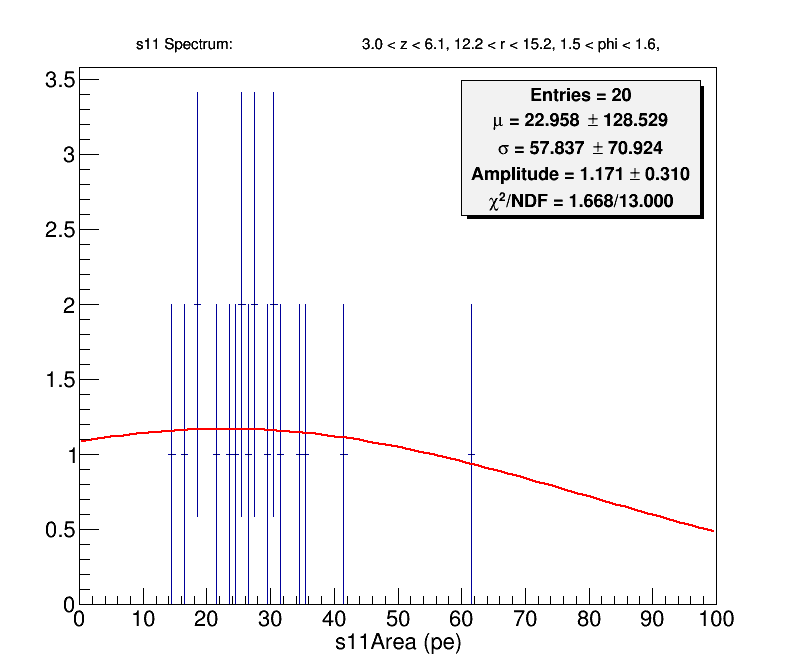 s11 Spectrum: 3.0 < z < 6.1, 12.2 < r < 15.2, 1.5 < phi < 1.6,
Entries = 20
μ = 22.958 ± 128.529
σ = 57.837 ± 70.924
Amplitude = 1.171 ± 0.310
χ²/NDF = 1.668/13.000
3.5
3
2.5
2
1.5
1
0.5
0
0 10 20 30 40 50 60 70 80 90 100
s11Area (pe)